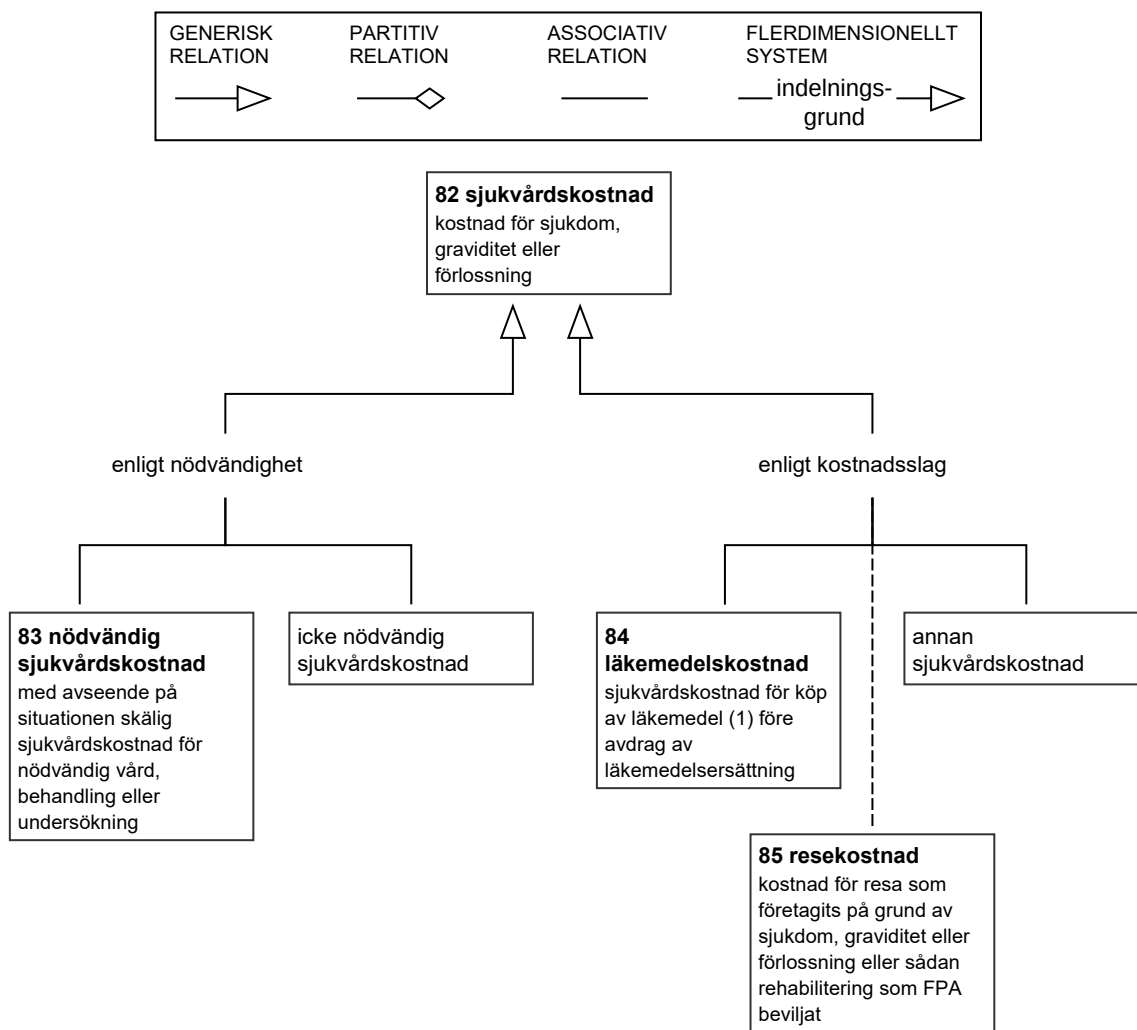 GENERISK
RELATION
PARTITIV
RELATION
ASSOCIATIV
RELATION
FLERDIMENSIONELLT
SYSTEM
indelnings-
grund
82 sjukvårdskostnad
kostnad för sjukdom,
graviditet eller
förlossning
enligt nödvändighet
enligt kostnadsslag
83 nödvändig
sjukvårdskostnad
med avseende på
situationen skälig
sjukvårdskostnad för
nödvändig vård,
behandling eller
undersökning
icke nödvändig
sjukvårdskostnad
84
läkemedelskostnad
sjukvårdskostnad för köp
av läkemedel (1) före
avdrag av
läkemedelsersättning
annan
sjukvårdskostnad
85 resekostnad
kostnad för resa som
företagits på grund av
sjukdom, graviditet eller
förlossning eller sådan
rehabilitering som FPA
beviljat